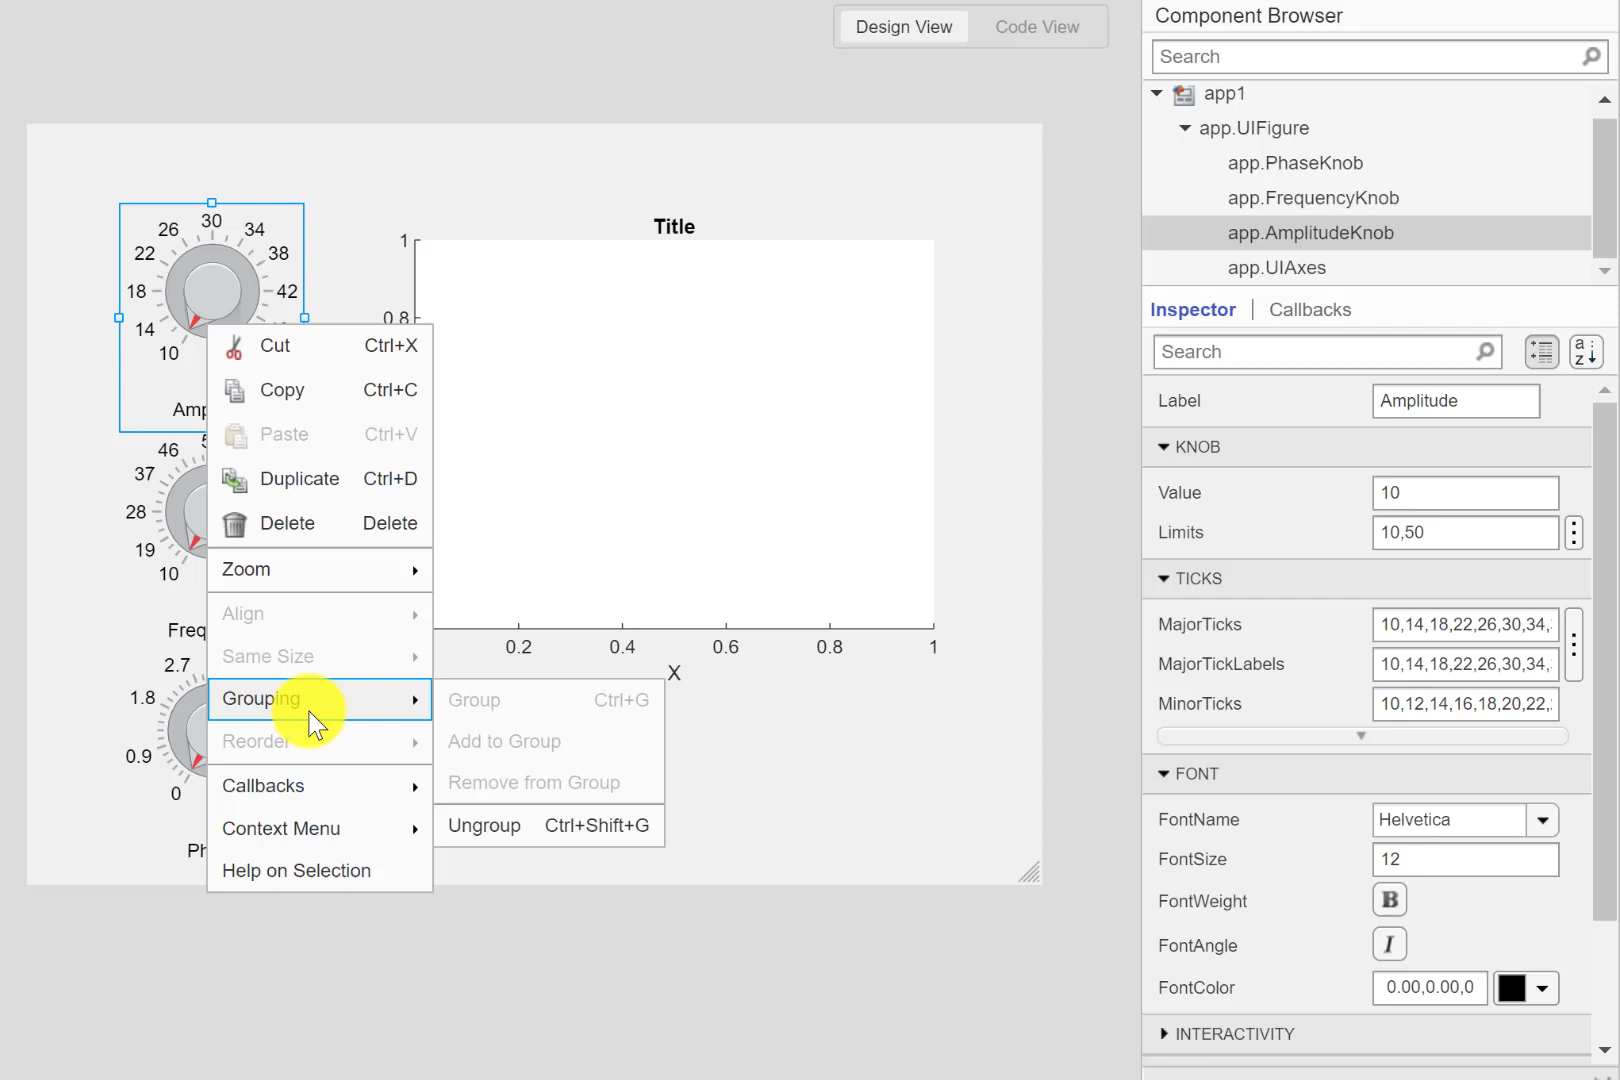 Design View
Code View
Component Browser
Search
app1
app.UIFigure
app.PhaseKnob
app.FrequencyKnob
app.AmplitudeKnob
app.UIAxes
Inspector
Callbacks
Search
Label
Amplitude
KNOB
Value
10
Limits
10,50
TICKS
MajorTicks
10,14,18,22,26,30,34,
MajorTickLabels
10,14,18,22,26,30,34,
MinorTicks
10,12,14,16,18,20,22,
FONT
FontName
Helvetica
FontSize
12
FontWeight
B
FontAngle
I
FontColor
0.00,0.00,0
INTERACTIVITY
30
26
34
22
38
18
42
14
10
Amp
46
37
28
19
10
Freq
2.7
1.8
0.9
0
Ph
Title
1
0.8
0.2
0.4
0.6
0.8
1
X
Cut Ctrl+X
Copy Ctrl+C
Paste Ctrl+V
Duplicate Ctrl+D
Delete Delete
Zoom
Align
Same Size
Grouping
Reorder
Callbacks
Context Menu
Help on Selection
Group Ctrl+G
Add to Group
Remove from Group
Ungroup Ctrl+Shift+G